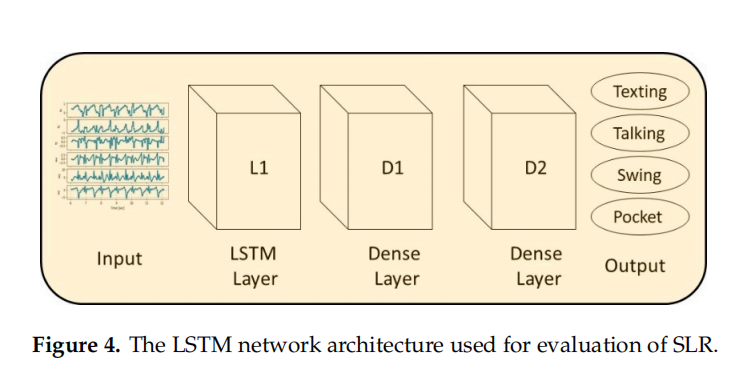 Texting
Talking
Swing
Pocket
L1
D1
D2
Input
LSTM
Layer
Dense
Layer
Dense
Layer
Output
Figure 4. The LSTM network architecture used for evaluation of SLR.